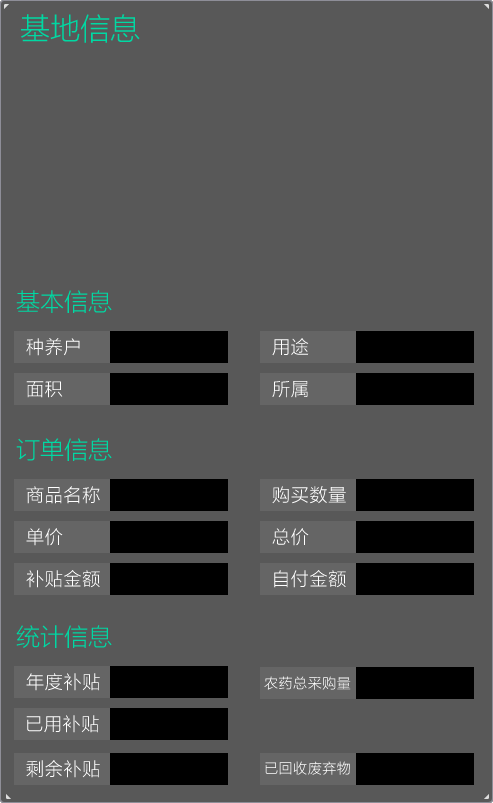 基地信息
基本信息
种养户 用途
面积 所属
订单信息
商品名称 购买数量
单价 总价
补贴金额 自付金额
统计信息
年度补贴 农药总采购量
已用补贴
剩余补贴 已回收废弃物